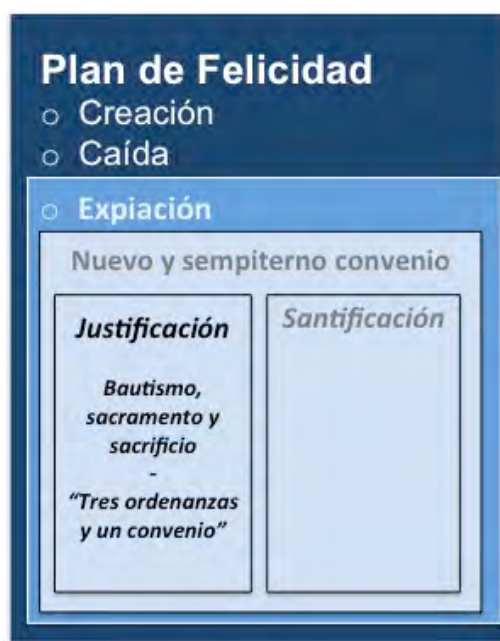 Plan de Felicidad
o Creación
o Caída
o Expiación
Nuevo y sempiterno convenio
Justificación
Bautismo,
sacramento y
sacrificio
-
“Tres ordenanzas
y un convenio”
Santificación